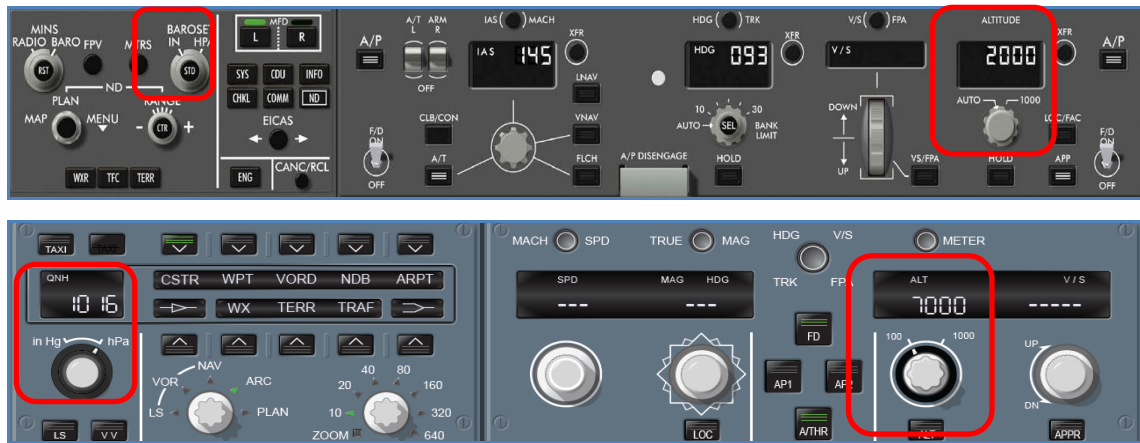 MINS
RADIO BARO FPV MTRS
BAROSET
IN HPA
RST
STD
ND
PLAN
RANGE
MAP
MENU
- CTR +
WXR TFC TERR
MFD
L R
SYS CDU INFO
CHKL COMM ND
EICAS
ENG CANC/RCL
A/P
A/T ARM
L R
OFF
IAS MACH
XFR
IAS 145
LNAV
CLB/CON
VNAV
F/D
ON
OFF
A/T
FLCH
HDG TRK
XFR
HDG 093
10 30
AUTO SEL BANK
LIMIT
A/P DISENGAGE
HOLD
V/S FPA
V/S
DOWN
UP
VS/FPA
ALTITUDE
XFR
2000
AUTO 1000
LOC/FAC
HOLD
APP
A/P
F/D
ON
OFF
TAXI
TAXI
QNH
1016
CSTR WPT VORD NDB ARPT
WX TERR TRAF
in Hg hPa
NAV
VOR ARC
LS PLAN
40 80
20 160
10 320
ZOOM 640
LS V V
MACH SPD
TRUE MAG
HDG V/S
TRK FPA
METER
SPD MAG HDG
--- ---
ALT V/S
7000 -----
FD
AP1 AP2
A/THR
LOC
100 1000
ALT
UP
DN
APPR